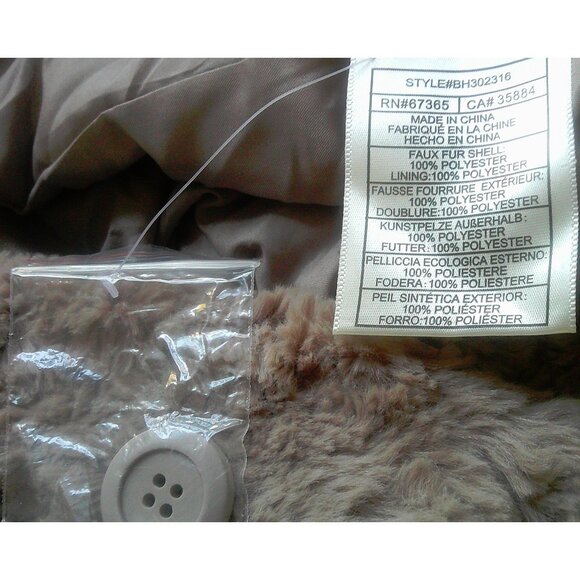 STYLE#BH302316
RN#67365 CA# 35884
MADE IN CHINA
FABRIQUÉ EN LA CHINE
HECHO EN CHINA
FAUX FUR SHELL:
100% POLYESTER
LINING:100% POLYESTER
FAUSSE FOURRURE EXTÉRIEUR:
100% POLYESTER
DOUBLURE:100% POLYESTER
KUNSTPELZE AUßERHALB:
100% POLYESTER
FUTTER:100% POLYESTER
PELLICCIA ECOLOGICA ESTERNO:
100% POLIESTERE
FODERA:100% POLIESTERE
PEIL SINTÉTICA EXTERIOR:
100% POLIÉSTER
FORRO:100% POLIÉSTER